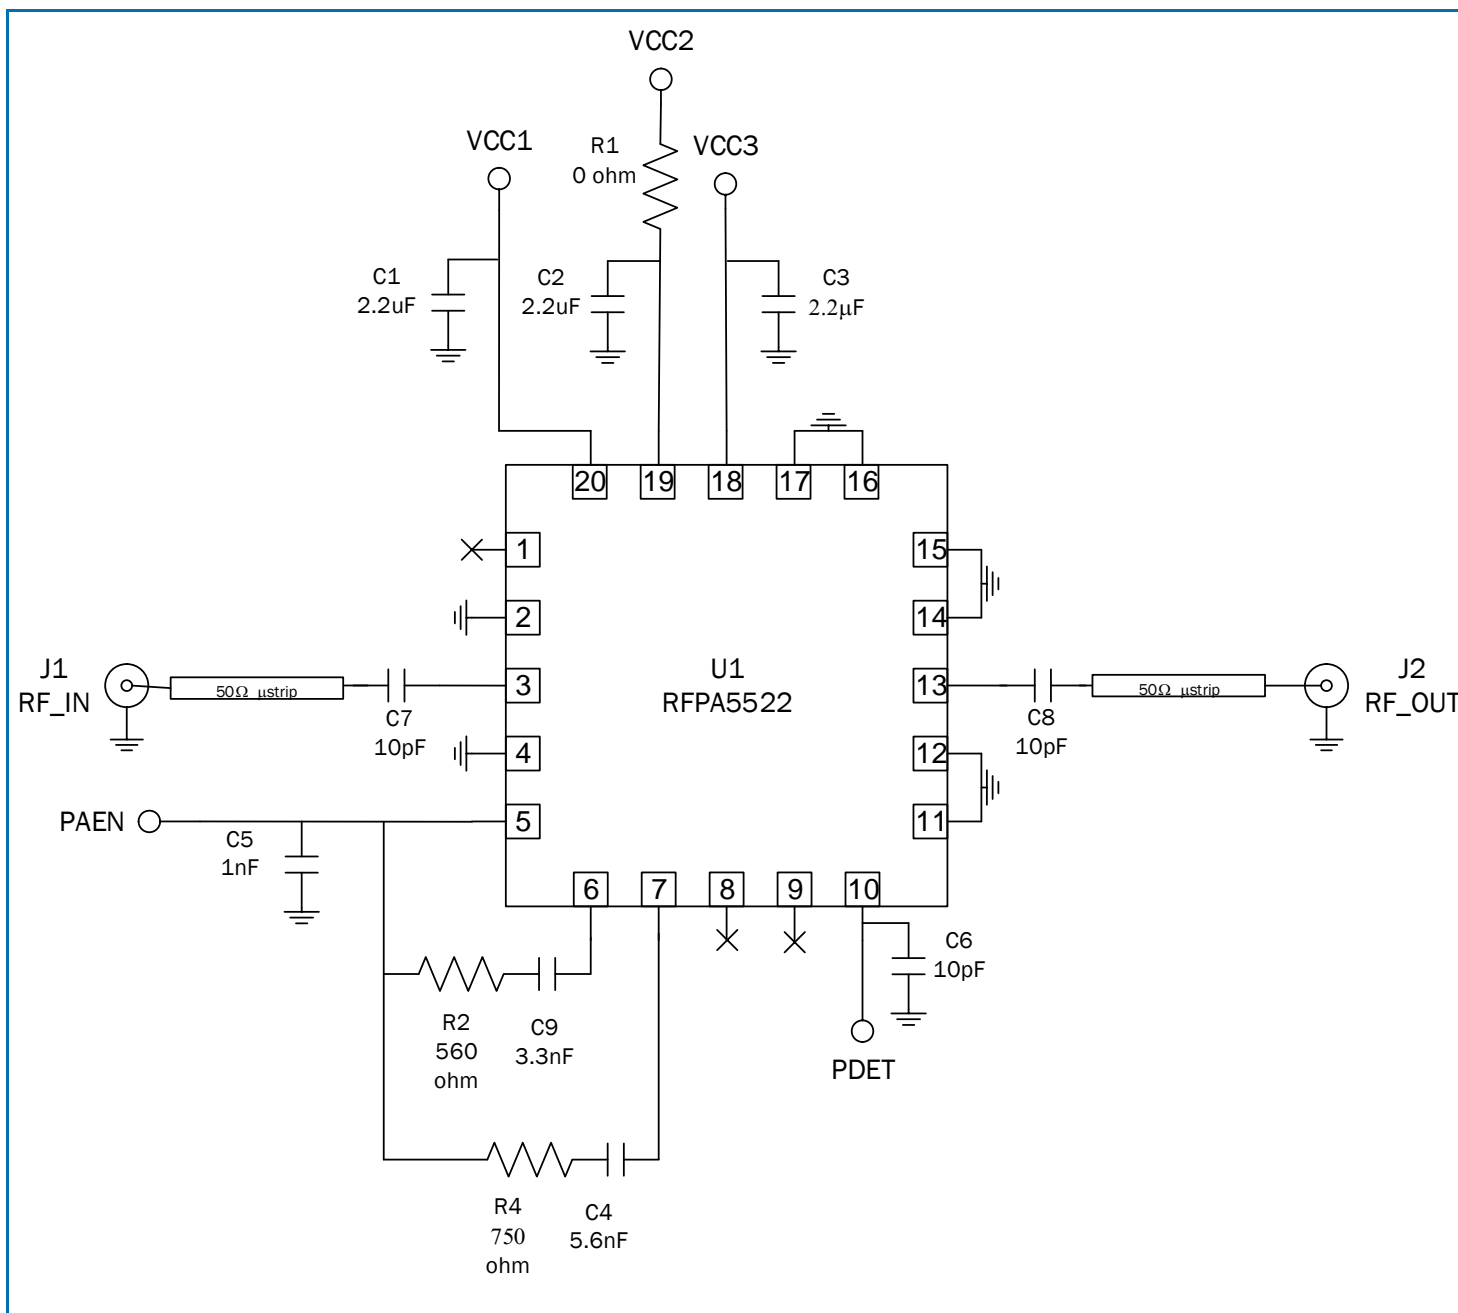 VCC2
VCC1
R1
0 ohm
VCC3
C1
2.2uF
C2
2.2uF
C3
2.2μF
20
19
18
17
16
1
15
2
14
J1
RF_IN
50Ω μstrip
C7
10pF
3
U1
RFPA5522
13
C8
10pF
50Ω μstrip
J2
RF_OUT
4
12
PAEN
5
11
C5
1nF
6
7
8
9
10
C6
10pF
R2
560
ohm
C9
3.3nF
PDET
R4
750
ohm
C4
5.6nF